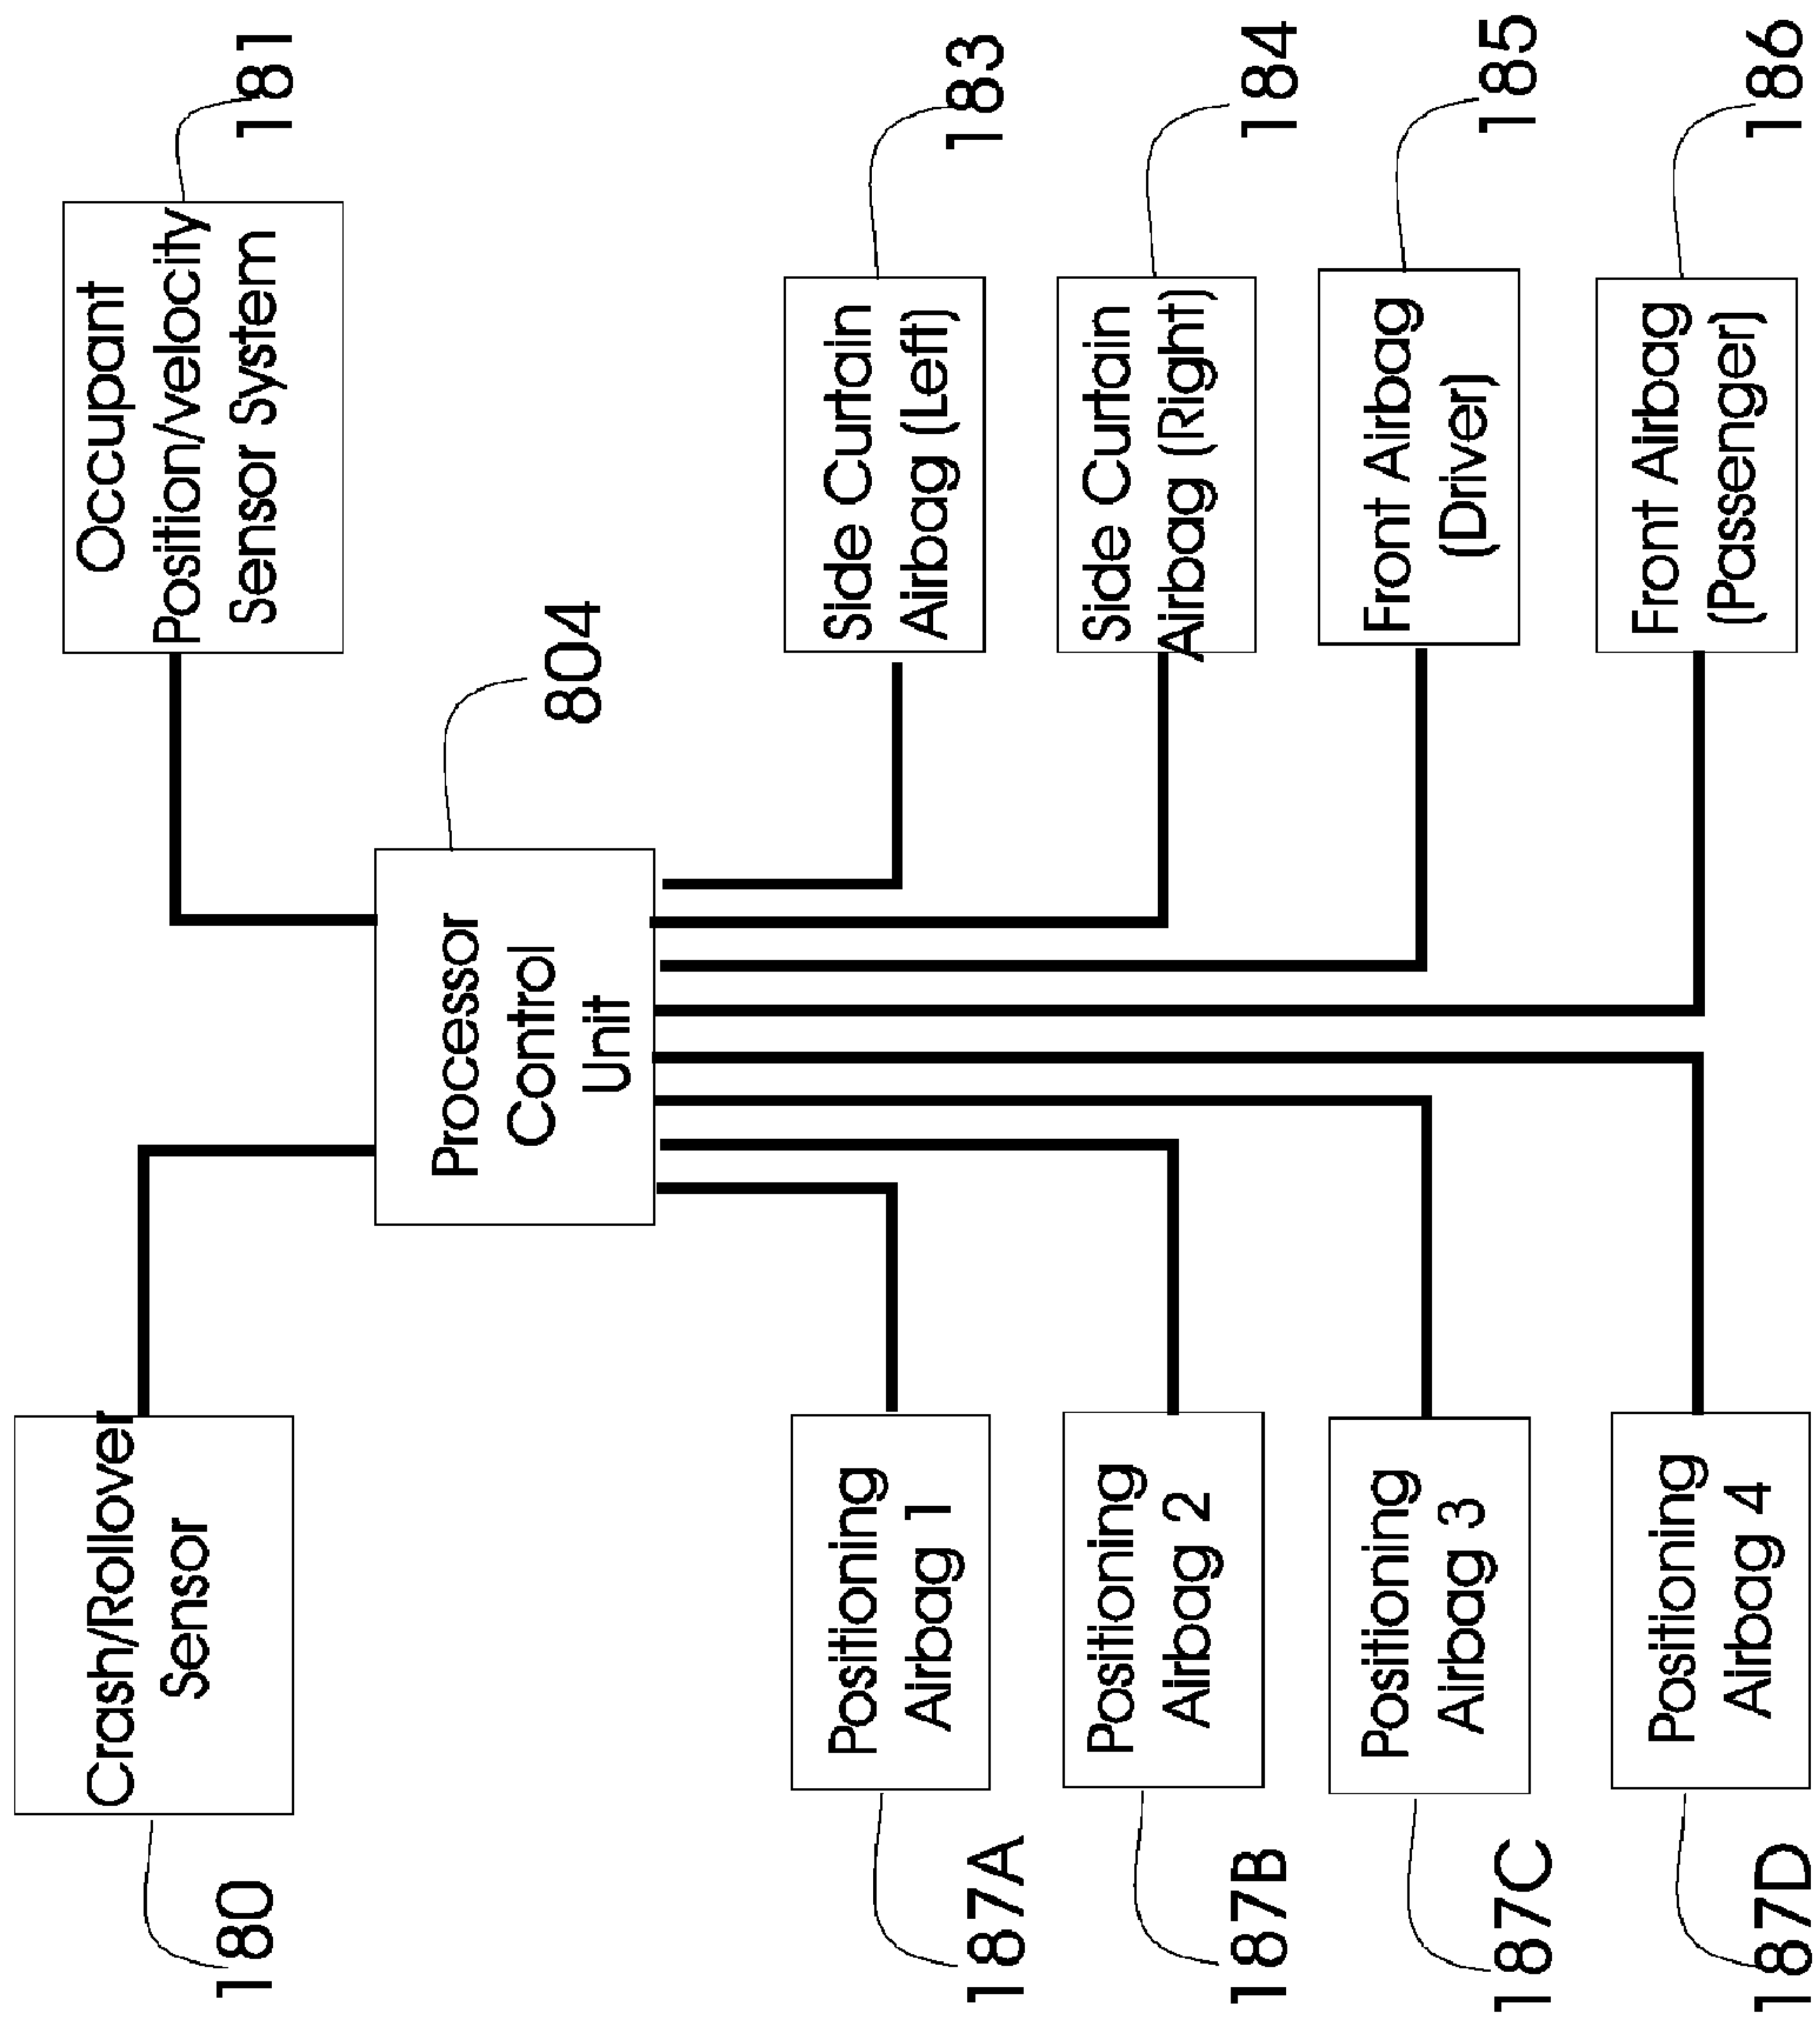 Crash/Rollover
Sensor
180
Occupant
Position/velocity
Sensor System
181
Processor
Control
Unit
804
Positioning
Airbag 1
187A
Side Curtain
Airbag (Left)
183
Positioning
Airbag 2
187B
Side Curtain
Airbag (Right)
184
Positioning
Airbag 3
187C
Front Airbag
(Driver)
185
Positioning
Airbag 4
187D
Front Airbag
(Passenger)
186